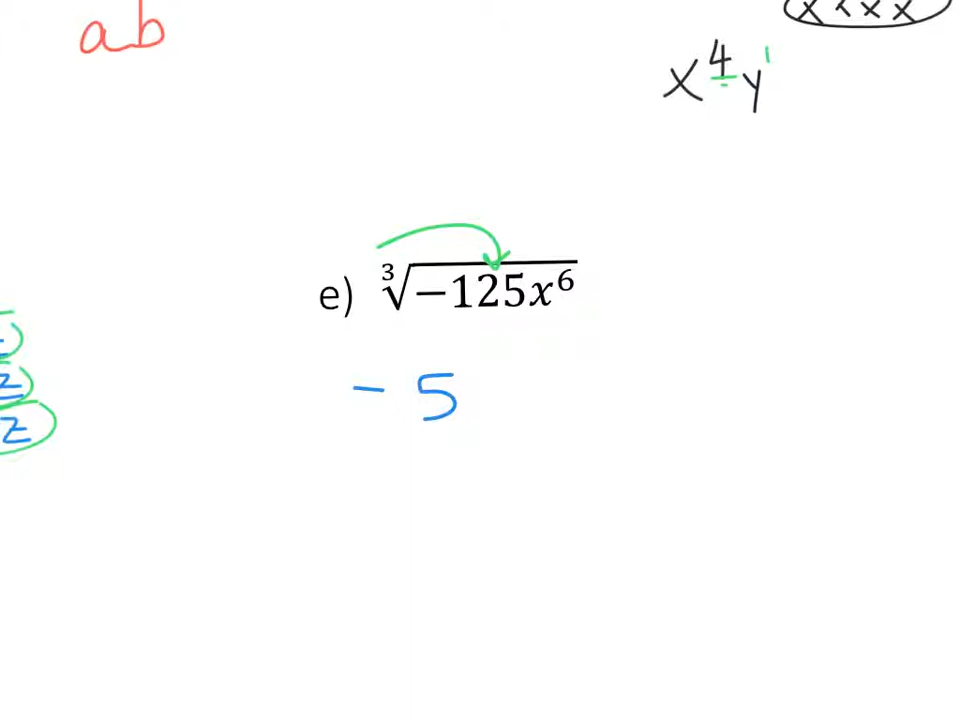 ab
x x x x
x⁴y¹
e) ∛−125x⁶
− 5
z
z